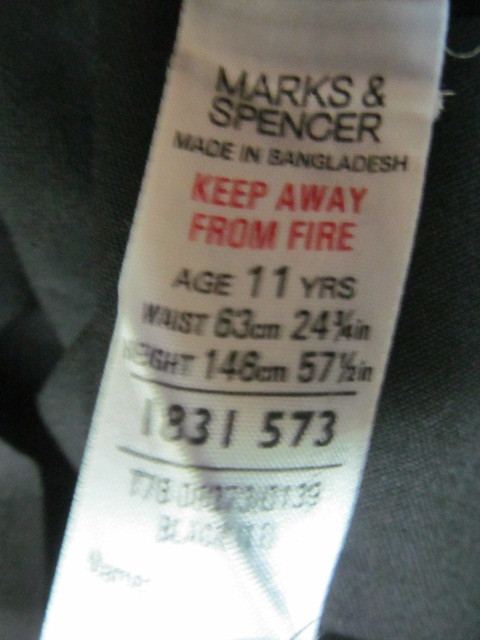 MARKS &
SPENCER
MADE IN BANGLADESH
KEEP AWAY
FROM FIRE
AGE 11 YRS
WAIST 63cm 24¾in
HEIGHT 146cm 57½in
1831 573